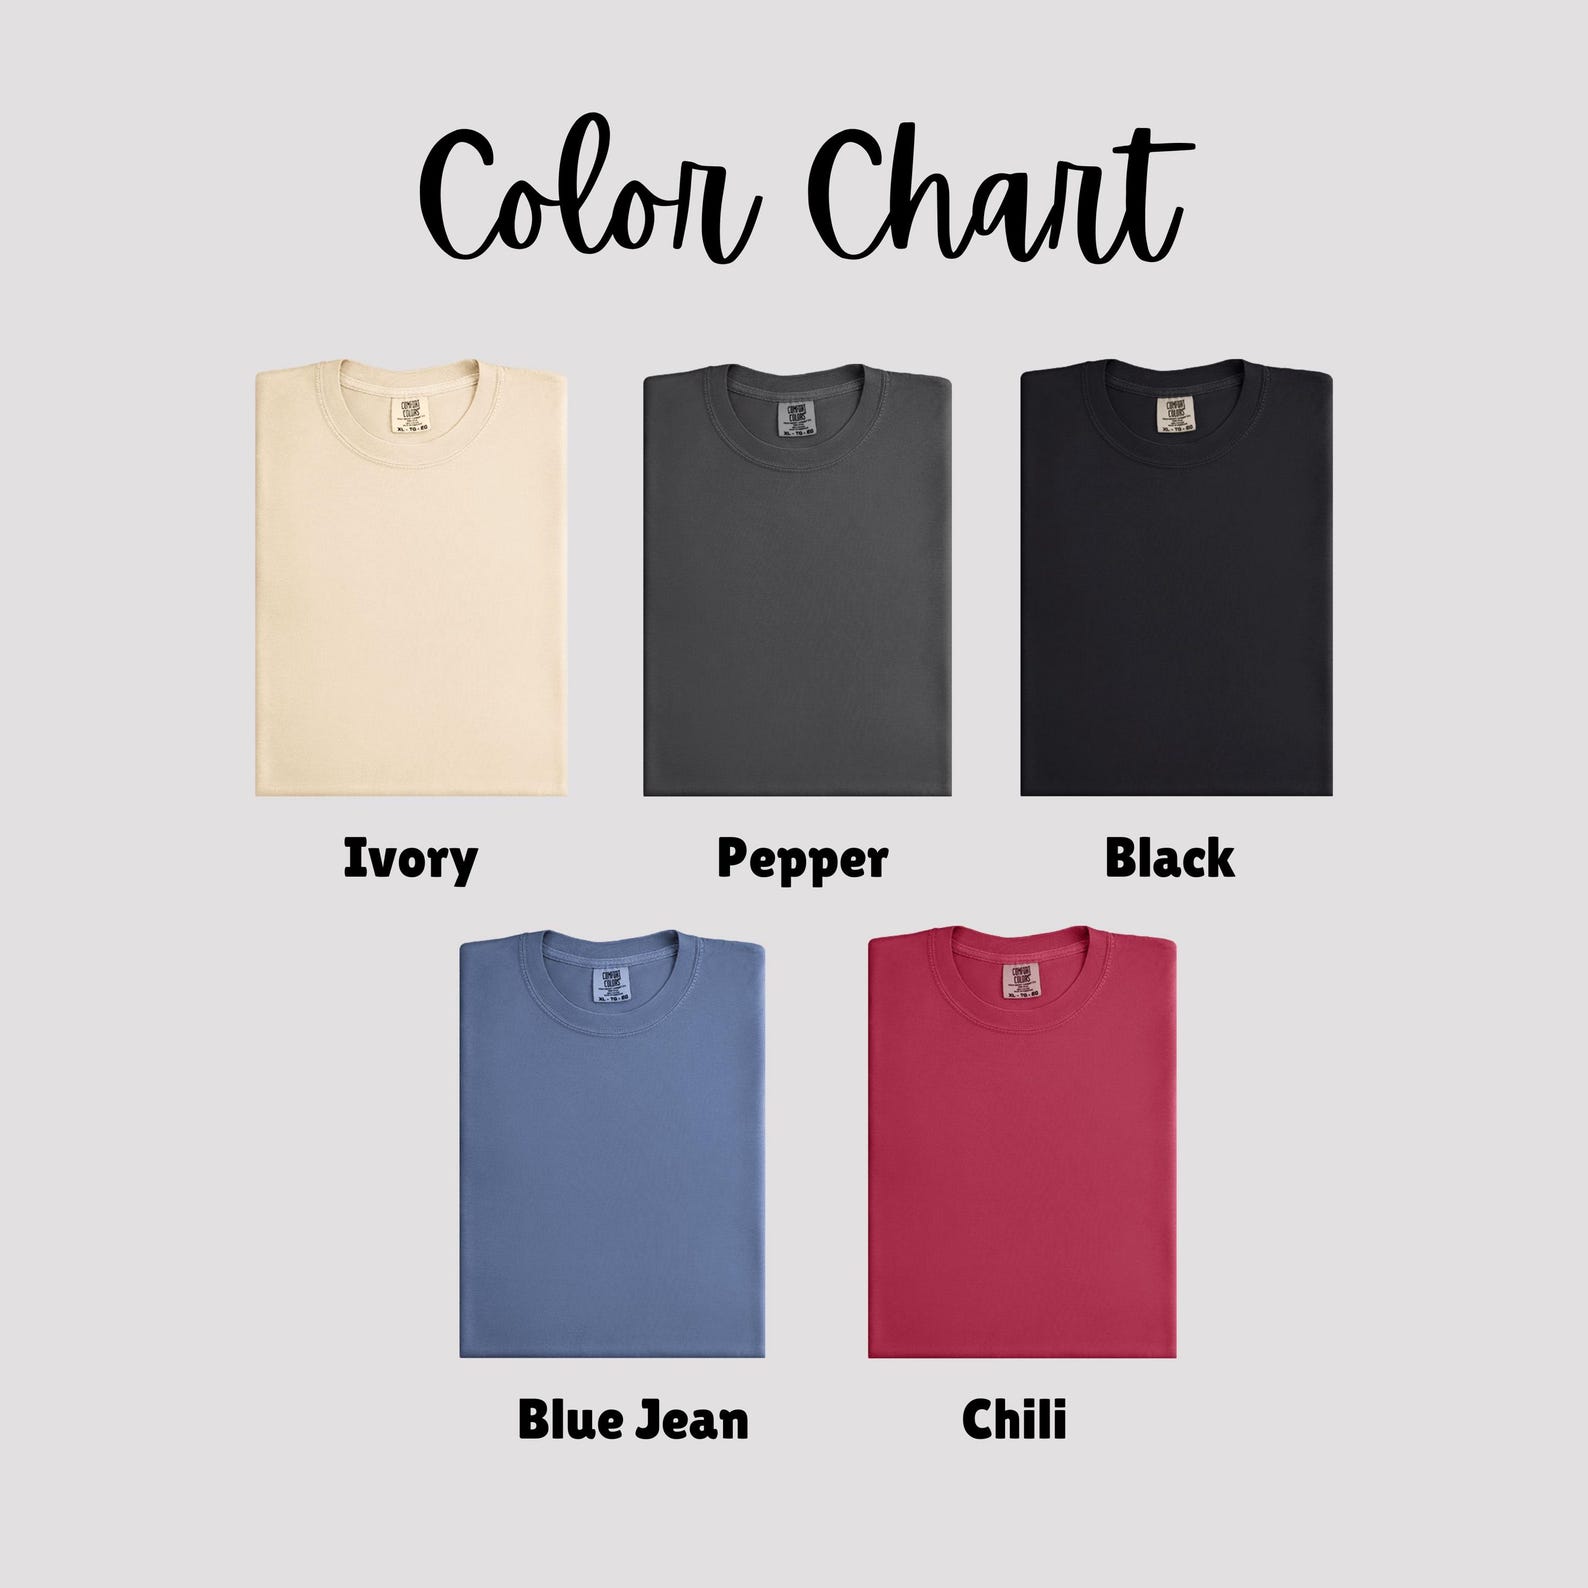 Color Chart
COMFORT
COLORS
XL - TG - EG
COMFORT
COLORS
XL - TG - EG
COMFORT
COLORS
XL - TG - EG
Ivory
Pepper
Black
COMFORT
COLORS
XL - TG - EG
COMFORT
COLORS
XL - TG - EG
Blue Jean
Chili